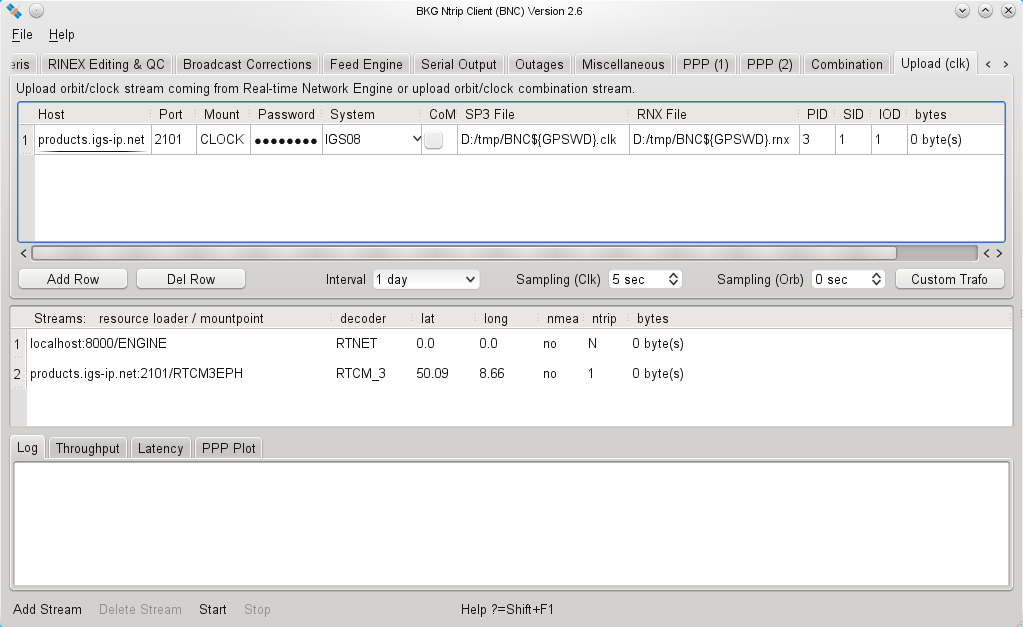 BKG Ntrip Client (BNC) Version 2.6
File Help
eris RINEX Editing & QC Broadcast Corrections Feed Engine Serial Output Outages Miscellaneous PPP (1) PPP (2) Combination Upload (clk) < >
Upload orbit/clock stream coming from Real-time Network Engine or upload orbit/clock combination stream.
Host Port Mount Password System CoM SP3 File RNX File PID SID IOD bytes
1 products.igs-ip.net 2101 CLOCK ●●●●●●●● IGS08 D:/tmp/BNC${GPSWD}.clk D:/tmp/BNC${GPSWD}.rnx 3 1 1 0 byte(s)
Add Row Del Row Interval 1 day Sampling (Clk) 5 sec Sampling (Orb) 0 sec Custom Trafo
Streams: resource loader / mountpoint decoder lat long nmea ntrip bytes
1 localhost:8000/ENGINE RTNET 0.0 0.0 no N 0 byte(s)
2 products.igs-ip.net:2101/RTCM3EPH RTCM_3 50.09 8.66 no 1 0 byte(s)
Log Throughput Latency PPP Plot
Add Stream Delete Stream Start Stop Help ?=Shift+F1